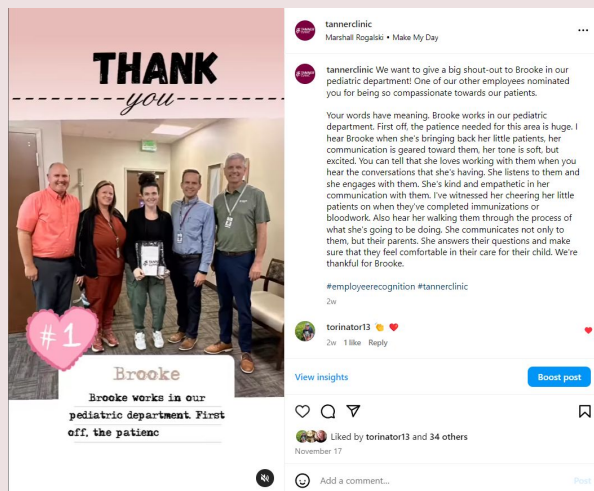 THANK
you
#1
Brooke
Brooke works in our
pediatric department. First
off, the patienc
tannerclinic
Marshall Rogalski • Make My Day
tannerclinic We want to give a big shout-out to Brooke in our
pediatric department! One of our other employees nominated
you for being so compassionate towards our patients.
Your words have meaning. Brooke works in our pediatric
department. First off, the patience needed for this area is huge. I
hear Brooke when she's bringing back her little patients, her
communication is geared toward them, her tone is soft, but
excited. You can tell that she loves working with them when you
hear the conversations that she's having. She listens to them and
she engages with them. She's kind and empathetic in her
communication with them. I've witnessed her cheering her little
patients on when they've completed immunizations or
bloodwork. Also hear her walking them through the process of
what she's going to be doing. She communicates not only to
them, but their parents. She answers their questions and make
sure that they feel comfortable in their care for their child. We're
thankful for Brooke.
#employeerecognition #tannerclinic
2w
torinator13 👏 ❤️
2w 1 like Reply
View insights
Boost post
Liked by torinator13 and 34 others
November 17
Add a comment...
Post